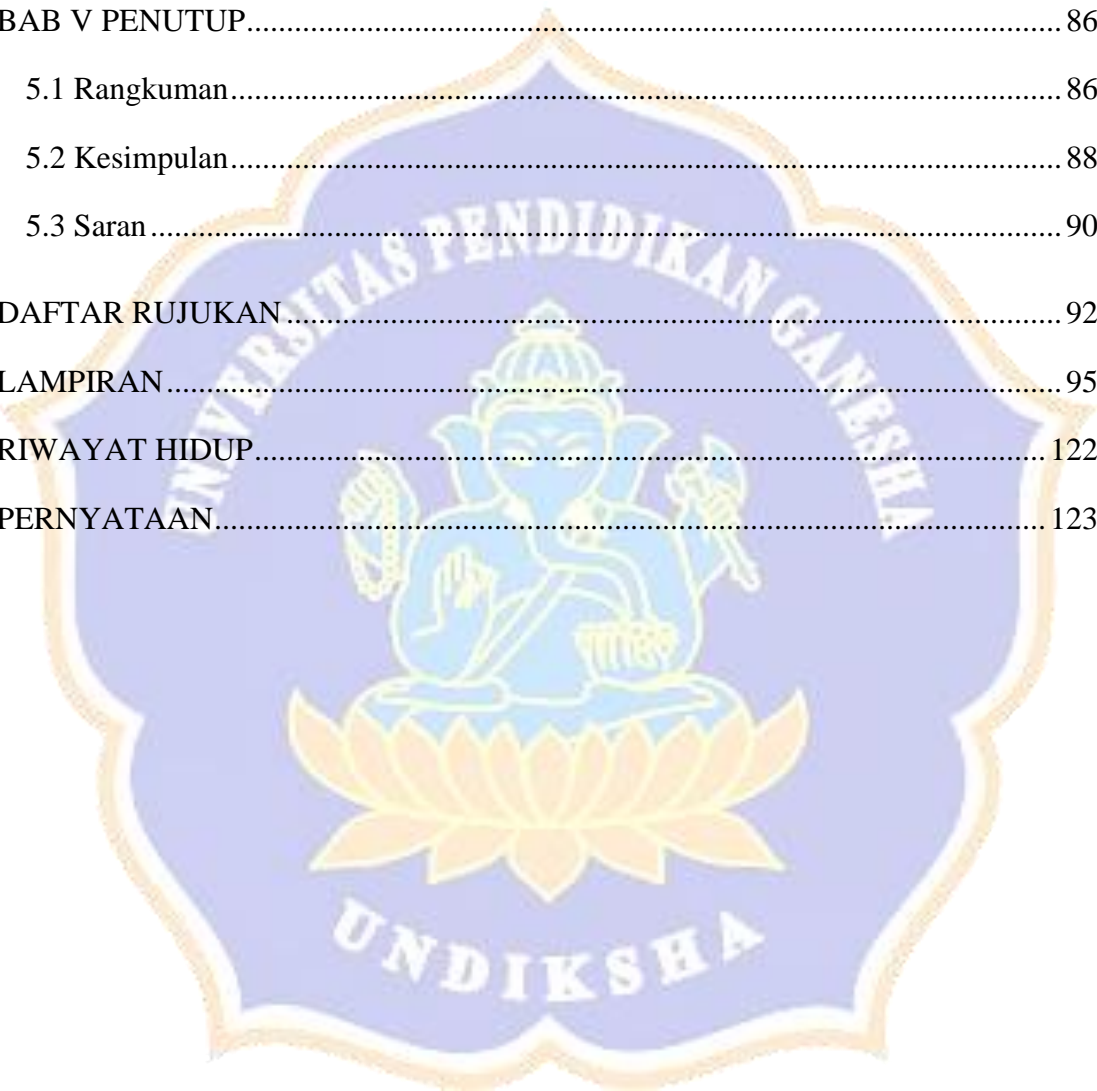 BAB V PENUTUP........................................................................................ 86
5.1 Rangkuman........................................................................................ 86
5.2 Kesimpulan........................................................................................ 88
5.3 Saran........................................................................................ 90
DAFTAR RUJUKAN........................................................................................ 92
LAMPIRAN........................................................................................ 95
RIWAYAT HIDUP........................................................................................ 122
PERNYATAAN........................................................................................ 123
UNIVERSITAS PENDIDIKAN GANESHA
UNDIKSHA